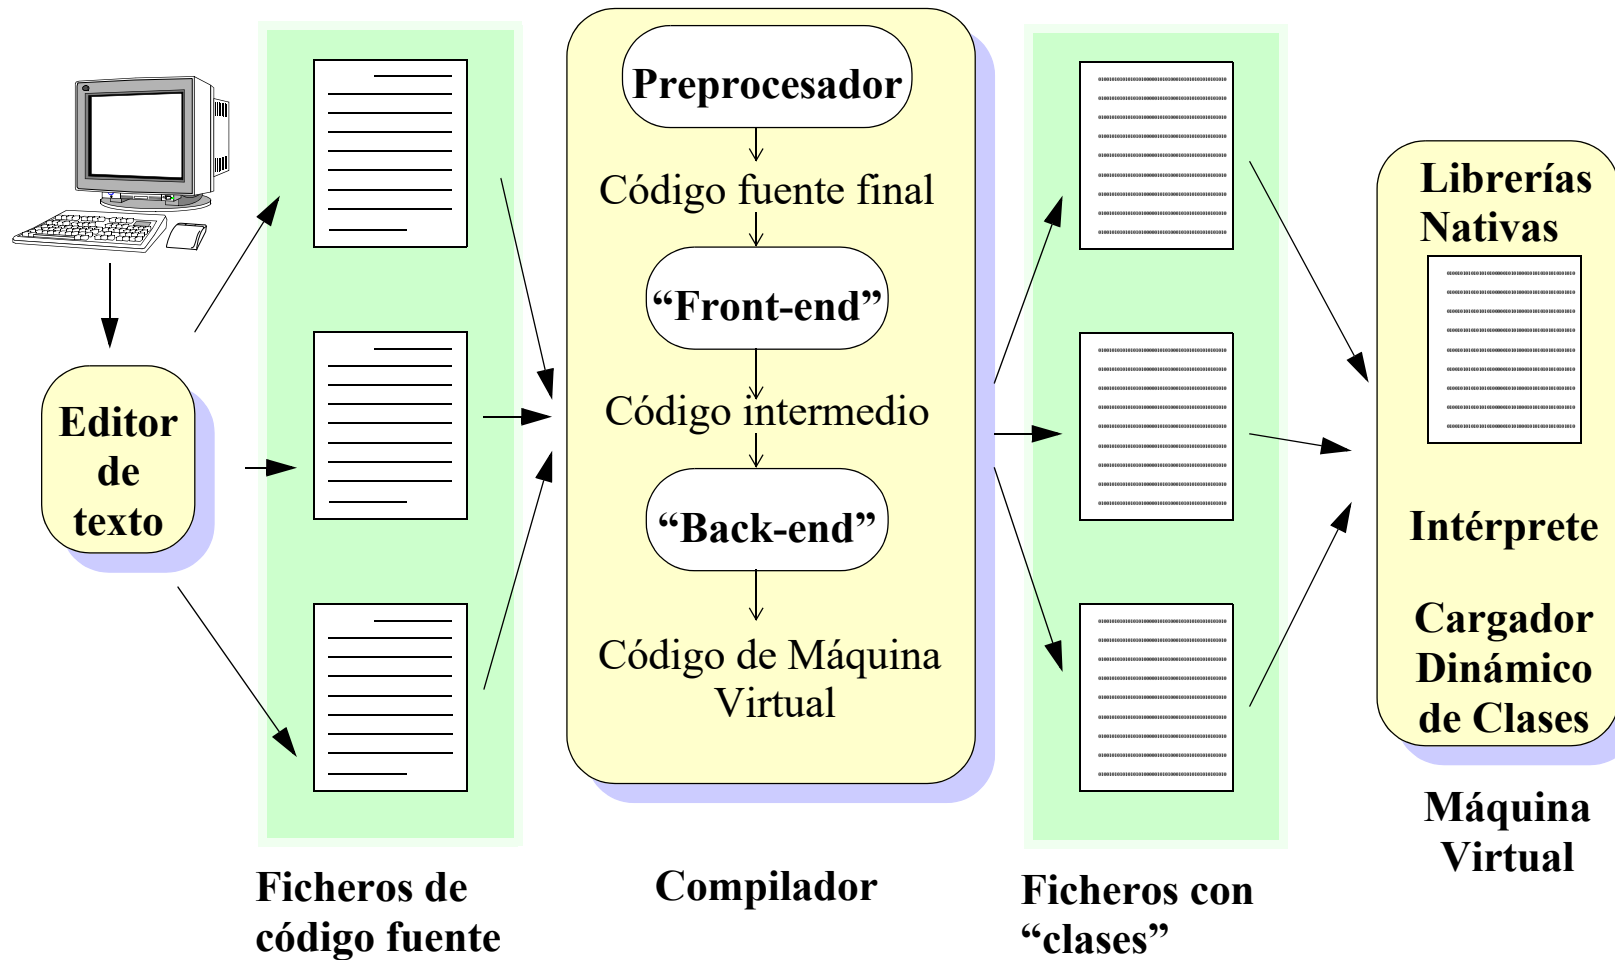 Editor
de
texto
Ficheros de
código fuente
Preprocesador
Código fuente final
“Front-end”
Código intermedio
“Back-end”
Código de Máquina
Virtual
Compilador
Ficheros con
“clases”
Librerías
Nativas
Intérprete
Cargador
Dinámico
de Clases
Máquina
Virtual